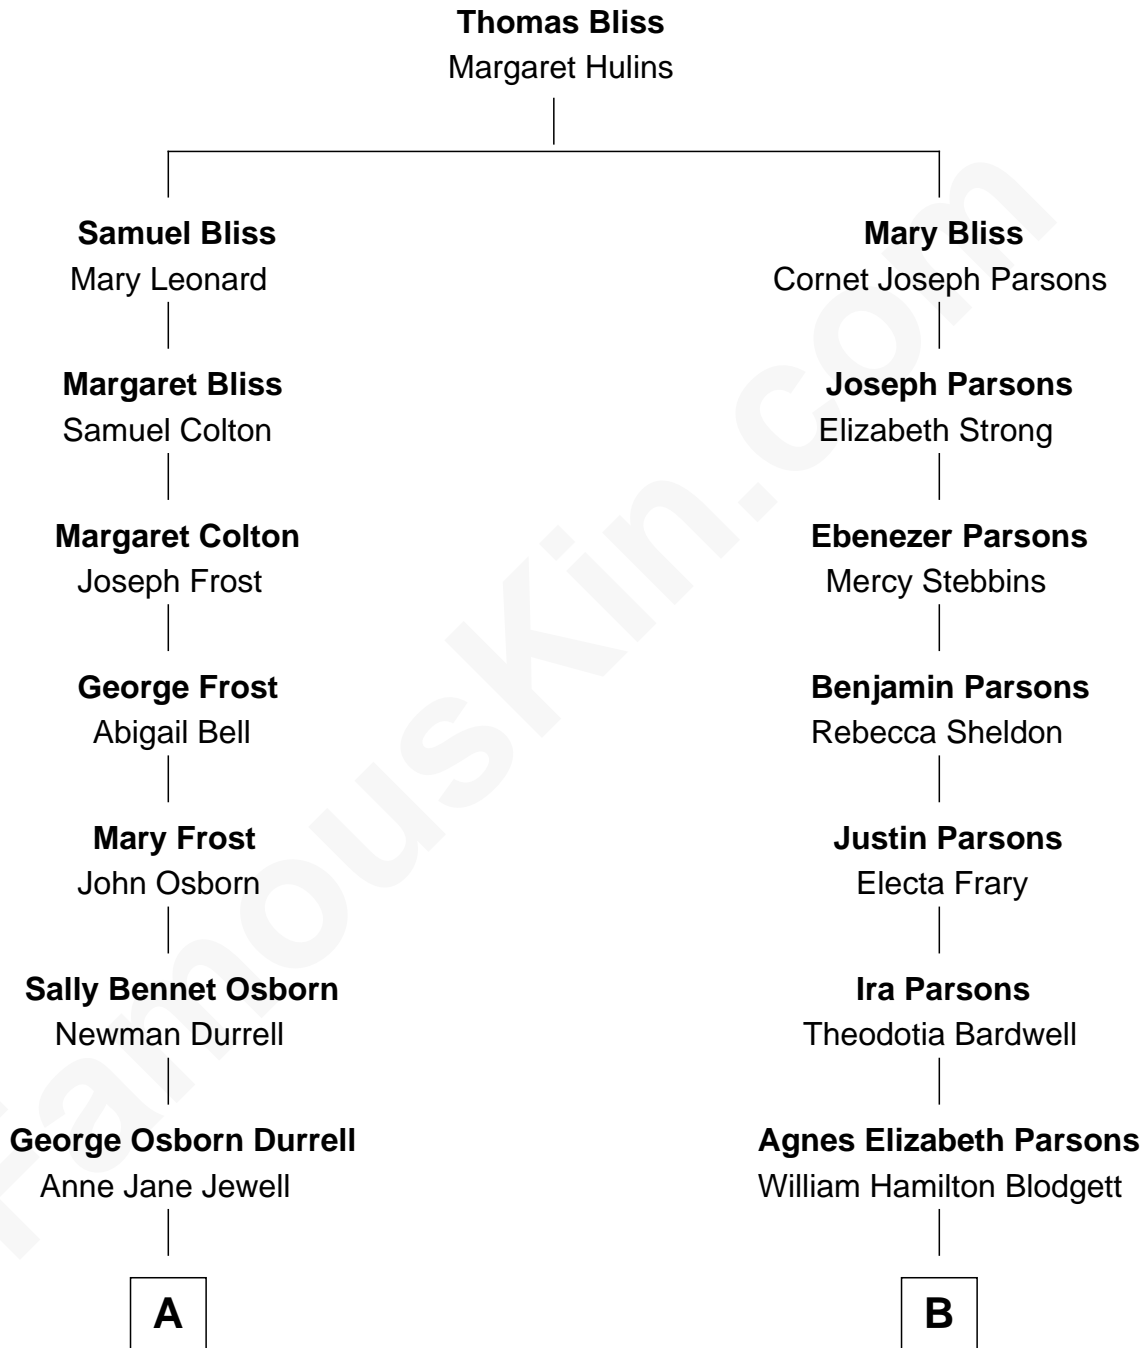 Thomas Bliss
Margaret Hulins
Samuel Bliss
Mary Leonard
Mary Bliss
Cornet Joseph Parsons
Margaret Bliss
Samuel Colton
Joseph Parsons
Elizabeth Strong
Margaret Colton
Joseph Frost
Ebenezer Parsons
Mercy Stebbins
George Frost
Abigail Bell
Benjamin Parsons
Rebecca Sheldon
Mary Frost
John Osborn
Justin Parsons
Electa Frary
Sally Bennet Osborn
Newman Durrell
Ira Parsons
Theodotia Bardwell
George Osborn Durrell
Anne Jane Jewell
Agnes Elizabeth Parsons
William Hamilton Blodgett
A
B
FamousKin.com